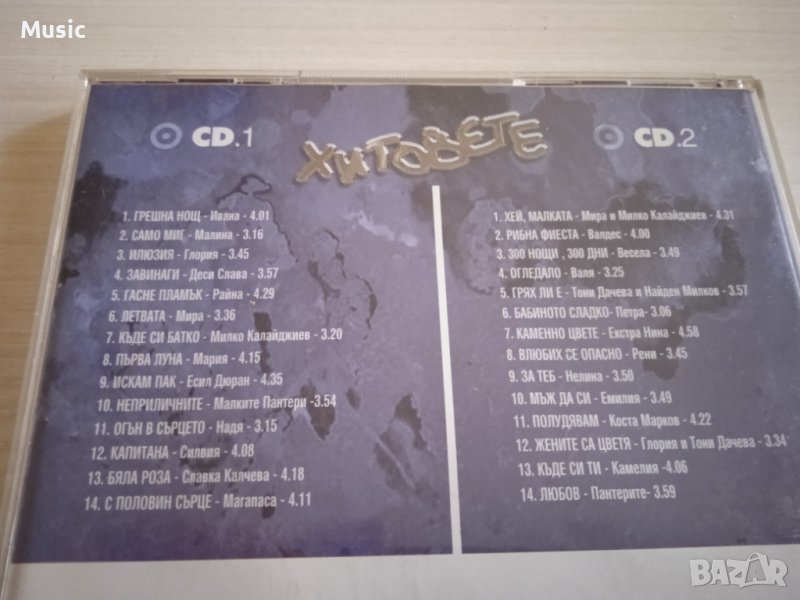 Music
CD.1
ХИТОВЕТЕ
CD.2
1. ГРЕШНА НОЩ - Ивана - 4.01
2. САМО МИГ - Малина - 3.16
3. ИЛЮЗИЯ - Глория - 3.45
4. ЗАВИНАГИ - Деси Слава - 3.57
5. ГАСНЕ ПЛАМЪК - Райна - 4.29
6. ЛЕТВАТА - Мира - 3.36
7. КЪДЕ СИ БАТКО - Милко Калайджиев - 3.20
8. ПЪРВА ЛУНА - Мария - 4.15
9. ИСКАМ ПАК - Есил Дюран - 4.35
10. НЕПРИЛИЧНИТЕ - Малките Пантери - 3.54
11. ОГЪН В СЪРЦЕТО - Надя - 3.15
12. КАПИТАНА - Силвия - 4.08
13. БЯЛА РОЗА - Славка Калчева - 4.18
14. С ПОЛОВИН СЪРЦЕ - Магапаса - 4.11
1. ХЕЙ, МАЛКАТА - Мира и Милко Калайджиев - 4.31
2. РИБНА ФИЕСТА - Валдес - 4.00
3. 300 НОЩИ , 300 ДНИ - Весела - 3.49
4. ОГЛЕДАЛО - Валя - 3.25
5. ГРЯХ ЛИ Е - Тони Дачева и Найден Милков - 3.57
6. БАБИНОТО СЛАДКО- Петра- 3.06
7. КАМЕННО ЦВЕТЕ - Екстра Нина - 4.58
8. ВЛЮБИХ СЕ ОПАСНО - Рени - 3.45
9. ЗА ТЕБ - Нелина - 3.50
10. МЪЖ ДА СИ - Емилия - 3.49
11. ПОЛУДЯВАМ - Коста Марков - 4.22
12. ЖЕНИТЕ СА ЦВЕТЯ - Глория и Тони Дачева - 3.34
13. КЪДЕ СИ ТИ - Камелия - 4.06
14. ЛЮБОВ - Пантерите- 3.59
BAZAR